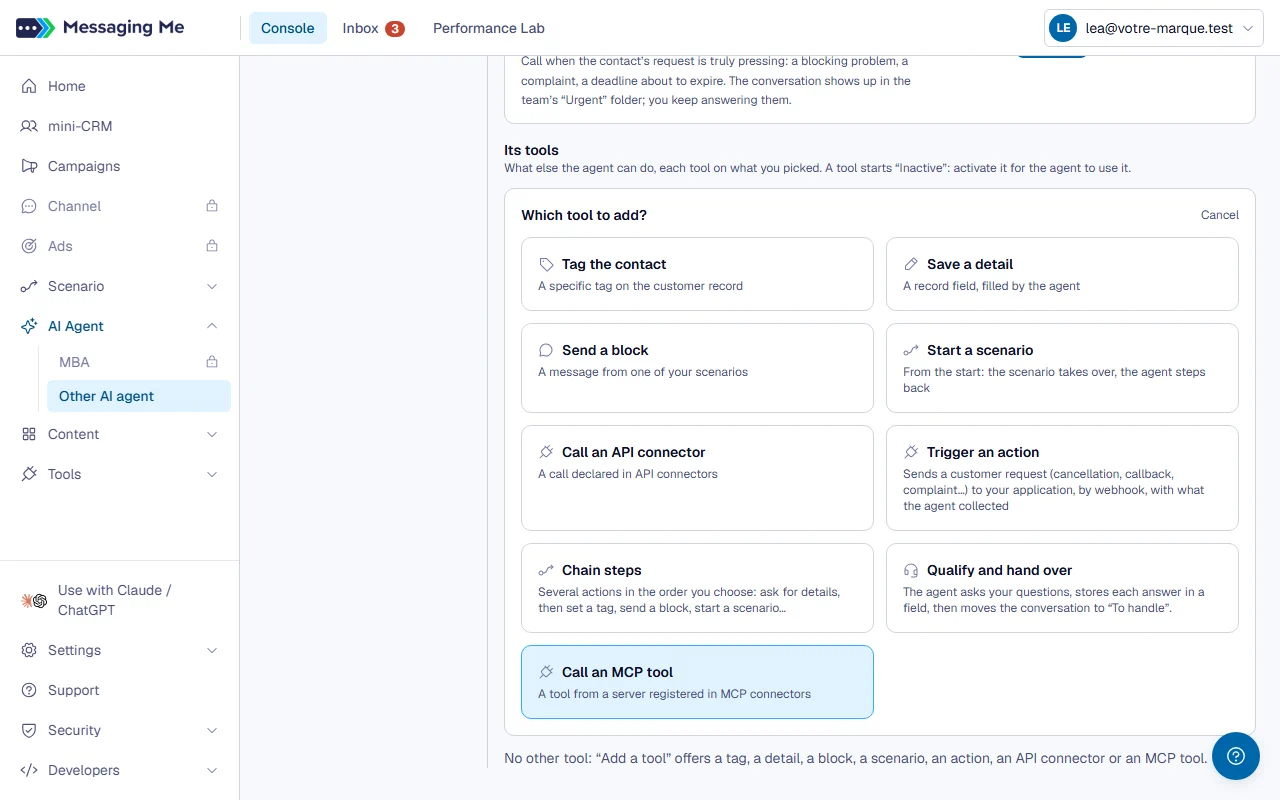 Messaging Me
Console
Inbox 3
Performance Lab
LE lea@votre-marque.test
Home
mini-CRM
Campaigns
Channel
Ads
Scenario
AI Agent
MBA
Other AI agent
Content
Tools
Use with Claude /
ChatGPT
Settings
Support
Security
Developers
Call when the contact's request is truly pressing: a blocking problem, a
complaint, a deadline about to expire. The conversation shows up in the
team's “Urgent” folder; you keep answering them.
Its tools
What else the agent can do, each tool on what you picked. A tool starts “Inactive”: activate it for the agent to use it.
Which tool to add?
Cancel
Tag the contact
A specific tag on the customer record
Save a detail
A record field, filled by the agent
Send a block
A message from one of your scenarios
Start a scenario
From the start: the scenario takes over, the agent steps
back
Call an API connector
A call declared in API connectors
Trigger an action
Sends a customer request (cancellation, callback,
complaint…) to your application, by webhook, with what
the agent collected
Chain steps
Several actions in the order you choose: ask for details,
then set a tag, send a block, start a scenario…
Qualify and hand over
The agent asks your questions, stores each answer in a
field, then moves the conversation to “To handle”.
Call an MCP tool
A tool from a server registered in MCP connectors
No other tool: “Add a tool” offers a tag, a detail, a block, a scenario, an action, an API connector or an MCP tool.